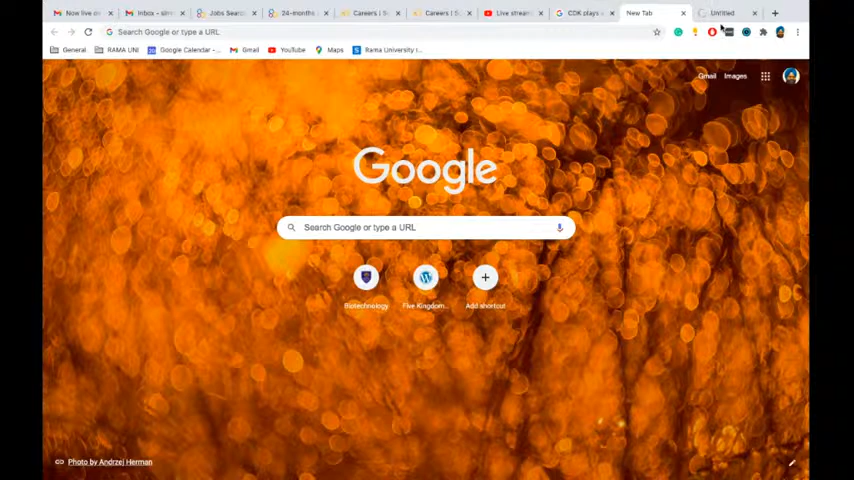 Now live on
Inbox - sim
Jobs Searc
24-months
Careers | S
Careers | S
Live stream
CDK plays
New Tab
Untitled
Search Google or type a URL
General
RAMA UNI
Google Calendar -...
Gmail
YouTube
Maps
Rama University |...
Gmail
Images
Google
Search Google or type a URL
Biotechnology
Five Kingdom...
Add shortcut
Photo by Andrzej Herman